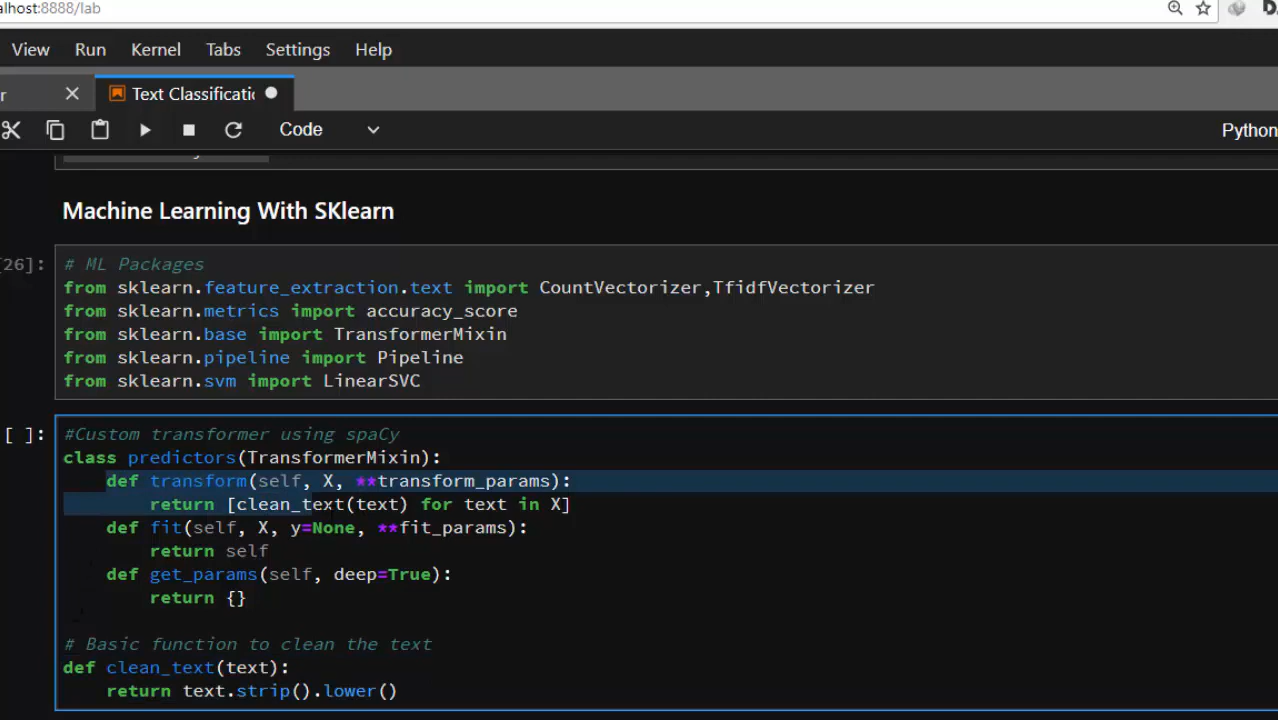 alhost:8888/lab
View Run Kernel Tabs Settings Help
r Text Classificatio
Code Python
Machine Learning With SKlearn
[26]: # ML Packages
from sklearn.feature_extraction.text import CountVectorizer,TfidfVectorizer
from sklearn.metrics import accuracy_score
from sklearn.base import TransformerMixin
from sklearn.pipeline import Pipeline
from sklearn.svm import LinearSVC
[ ]: #Custom transformer using spaCy
class predictors(TransformerMixin):
def transform(self, X, **transform_params):
return [clean_text(text) for text in X]
def fit(self, X, y=None, **fit_params):
return self
def get_params(self, deep=True):
return {}
# Basic function to clean the text
def clean_text(text):
return text.strip().lower()